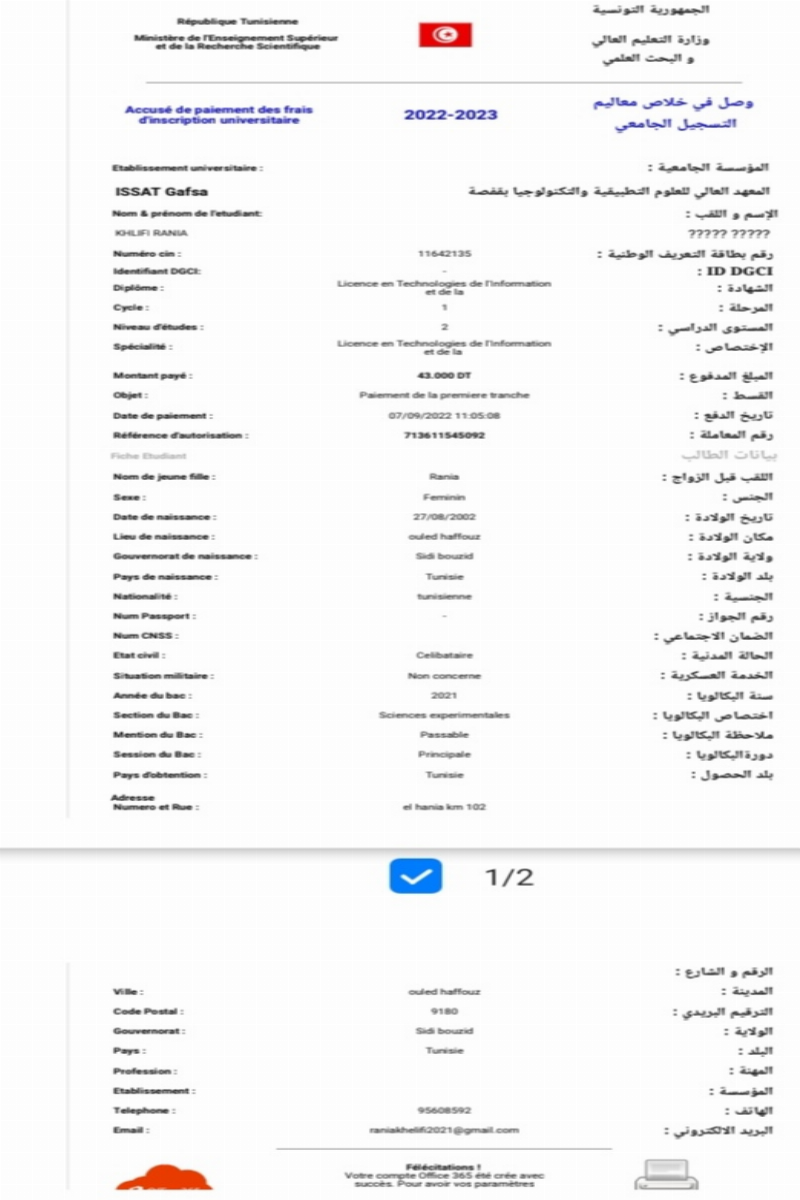 République Tunisienne
الجمهورية التونسية
Ministère de l'Enseignement Supérieur
et de la Recherche Scientifique
وزارة التعليم العالي
و البحث العلمي
Accusé de paiement des frais
d'inscription universitaire
2022-2023
وصل في خلاص معاليم
التسجيل الجامعي
Etablissement universitaire :
المؤسسة الجامعية :
ISSAT Gafsa
المعهد العالي للعلوم التطبيقية والتكنولوجيا بقفصة
Nom & prénom de l'etudiant:
الإسم و اللقب :
KHLIFI RANIA
????? ?????
Numéro cin : 11642135 رقم بطاقة التعريف الوطنية :
Identifiant DGCI: - ID DGCI :
Diplôme : Licence en Technologies de l'Information et de la الشهادة :
Cycle : 1 المرحلة :
Niveau d'études : 2 المستوى الدراسي :
Spécialité : Licence en Technologies de l'Information et de la الإختصاص :
Montant payé : 43.000 DT المبلغ المدفوع :
Objet : Paiement de la premiere tranche القسط :
Date de paiement : 07/09/2022 11:05:08 تاريخ الدفع :
Référence d'autorisation : 713611545092 رقم المعاملة :
Fiche Etudiant بيانات الطالب
Nom de jeune fille : Rania اللقب قبل الزواج :
Sexe : Feminin الجنس :
Date de naissance : 27/08/2002 تاريخ الولادة :
Lieu de naissance : ouled haffouz مكان الولادة :
Gouvernorat de naissance : Sidi bouzid ولاية الولادة :
Pays de naissance : Tunisie بلد الولادة :
Nationalité : tunisienne الجنسية :
Num Passport : - رقم الجواز :
Num CNSS : الضمان الاجتماعي :
Etat civil : Celibataire الحالة المدنية :
Situation militaire : Non concerne الخدمة العسكرية :
Année du bac : 2021 سنة البكالوريا :
Section du Bac : Sciences experimentales اختصاص البكالوريا :
Mention du Bac : Passable ملاحظة البكالوريا :
Session du Bac : Principale دورةالبكالوريا :
Pays d'obtention : Tunisie بلد الحصول :
Adresse
Numero et Rue : el hania km 102
1/2
الرقم و الشارع :
Ville : ouled haffouz المدينة :
Code Postal : 9180 الترقيم البريدي :
Gouvernorat : Sidi bouzid الولاية :
Pays : Tunisie البلد :
Profession : المهنة :
Etablissement : المؤسسة :
Telephone : 95608592 الهاتف :
Email : raniakhelifi2021@gmail.com البريد الالكتروني :
Félécitations !
Votre compte Office 365 été crée avec
succès. Pour avoir vos paramètres